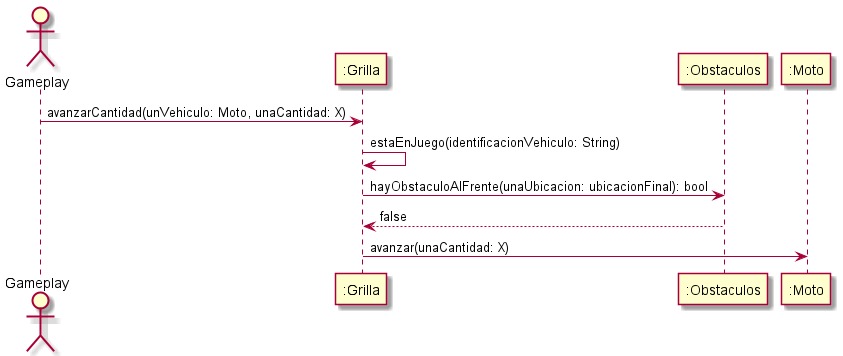 Gameplay
:Grilla
:Obstaculos
:Moto
avanzarCantidad(unVehiculo: Moto, unaCantidad: X)
estaEnJuego(identificacionVehiculo: String)
hayObstaculoAlFrente(unaUbicacion: ubicacionFinal): bool
false
avanzar(unaCantidad: X)
Gameplay
:Grilla
:Obstaculos
:Moto